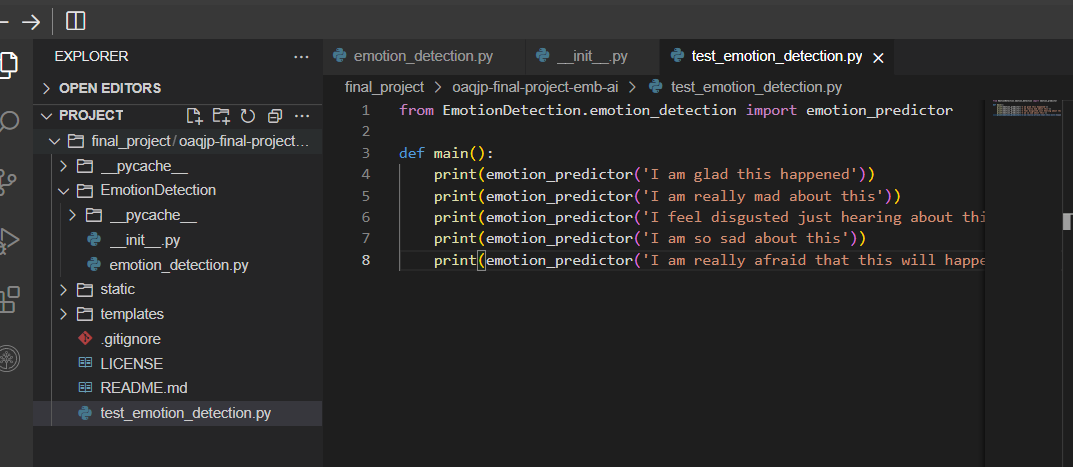 EXPLORER
OPEN EDITORS
PROJECT
final_project/oaqjp-final-project...
__pycache__
EmotionDetection
__pycache__
__init__.py
emotion_detection.py
static
templates
.gitignore
LICENSE
README.md
test_emotion_detection.py
emotion_detection.py __init__.py test_emotion_detection.py
final_project > oaqjp-final-project-emb-ai > test_emotion_detection.py
1 from EmotionDetection.emotion_detection import emotion_predictor
2
3 def main():
4 print(emotion_predictor('I am glad this happened'))
5 print(emotion_predictor('I am really mad about this'))
6 print(emotion_predictor('I feel disgusted just hearing about thi
7 print(emotion_predictor('I am so sad about this'))
8 print(emotion_predictor('I am really afraid that this will happe